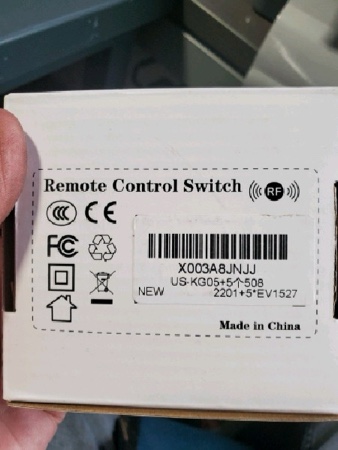 Remote Control Switch
RF
CCC
CE
FC
X003A8JNJJ
US-KG05+5个508
NEW
2201+5*EV1527
Made in China